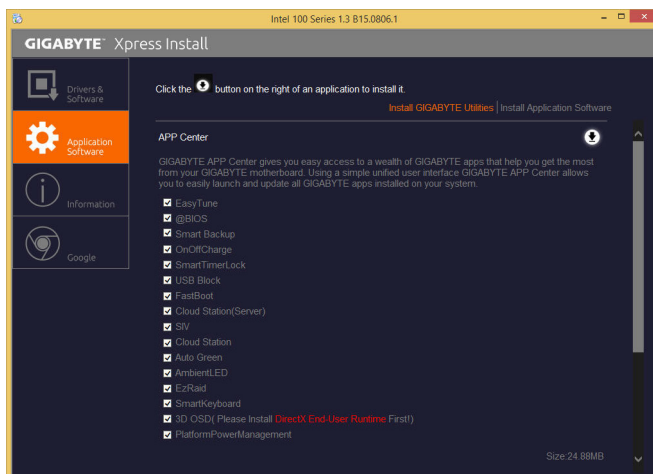 Intel 100 Series 1.3 B15.0806.1
GIGABYTE™ Xpress Install
Drivers &
Software
Application
Software
Information
Google
Click the button on the right of an application to install it.
Install GIGABYTE Utilities | Install Application Software
APP Center
GIGABYTE APP Center gives you easy access to a wealth of GIGABYTE apps that help you get the most
from your GIGABYTE motherboard. Using a simple unified user interface GIGABYTE APP Center allows
you to easily launch and update all GIGABYTE apps installed on your system.
EasyTune
@BIOS
Smart Backup
OnOffCharge
SmartTimerLock
USB Block
FastBoot
Cloud Station(Server)
SIV
Cloud Station
Auto Green
AmbientLED
EzRaid
SmartKeyboard
3D OSD( Please Install DirectX End-User Runtime First!)
PlatformPowerManagement
Size:24.88MB